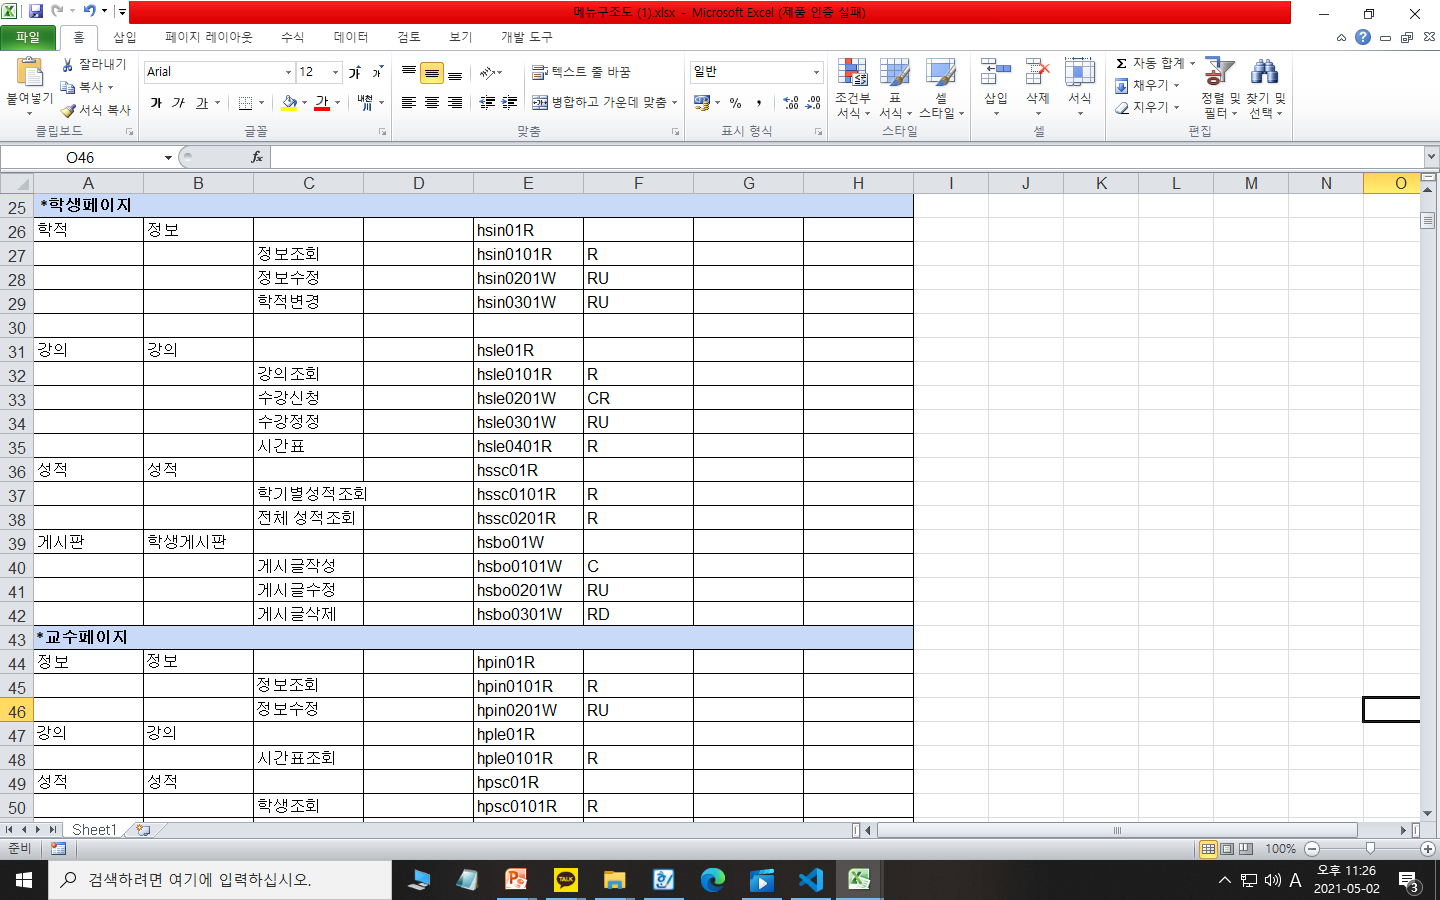 메뉴구조도 (1).xlsx - Microsoft Excel (제품 인증 실패)
파일 홈 삽입 페이지 레이아웃 수식 데이터 검토 보기 개발 도구
붙여넣기 잘라내기 복사 서식 복사 클립보드
Arial 12 가 가 가 가 가 가 내천 글꼴
텍스트 줄 바꿈 병합하고 가운데 맞춤 맞춤
일반 % , 표시 형식
조건부 서식 표 서식 셀 스타일 스타일
삽입 삭제 서식 셀
Σ 자동 합계 채우기 지우기 정렬 및 필터 찾기 및 선택 편집
O46 fx
A B C D E F G H I J K L M N O
25 *학생페이지
26 학적 정보 hsin01R
27 정보조회 hsin0101R R
28 정보수정 hsin0201W RU
29 학적변경 hsin0301W RU
30
31 강의 강의 hsle01R
32 강의조회 hsle0101R R
33 수강신청 hsle0201W CR
34 수강정정 hsle0301W RU
35 시간표 hsle0401R R
36 성적 성적 hssc01R
37 학기별성적조회 hssc0101R R
38 전체 성적조회 hssc0201R R
39 게시판 학생게시판 hsbo01W
40 게시글작성 hsbo0101W C
41 게시글수정 hsbo0201W RU
42 게시글삭제 hsbo0301W RD
43 *교수페이지
44 정보 정보 hpin01R
45 정보조회 hpin0101R R
46 정보수정 hpin0201W RU
47 강의 강의 hple01R
48 시간표조회 hple0101R R
49 성적 성적 hpsc01R
50 학생조회 hpsc0101R R
Sheet1
준비 100%
검색하려면 여기에 입력하십시오.
TALK
A 오후 11:26
2021-05-02 3